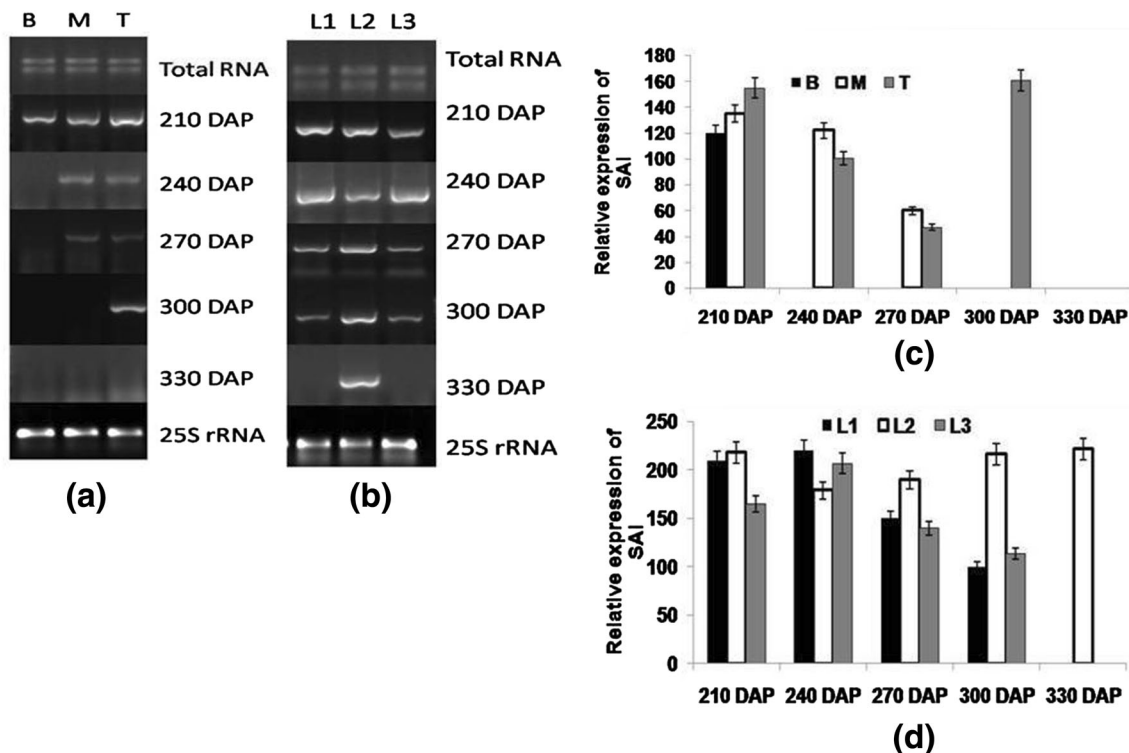 B M T
Total RNA
210 DAP
240 DAP
270 DAP
300 DAP
330 DAP
25S rRNA
(a)
L1 L2 L3
Total RNA
210 DAP
240 DAP
270 DAP
300 DAP
330 DAP
25S rRNA
(b)
Relative expression of
SAI
180
160
140
120
100
80
60
40
20
0
B M T
210 DAP 240 DAP 270 DAP 300 DAP 330 DAP
(c)
Relative expression of
SAI
250
200
150
100
50
0
L1 L2 L3
210 DAP 240 DAP 270 DAP 300 DAP 330 DAP
(d)